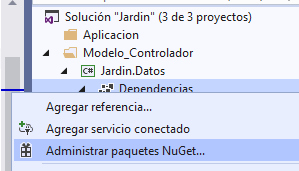 Solución "Jardin" (3 de 3 proyectos)
Aplicacion
Modelo_Controlador
C# Jardin.Datos
Dependencias
Agregar referencia...
Agregar servicio conectado
Administrar paquetes NuGet...